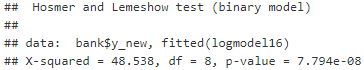 ##  Hosmer and Lemeshow test (binary model)
##
## data:  bank$y_new, fitted(logmodel16)
## X-squared = 48.538, df = 8, p-value = 7.794e-08